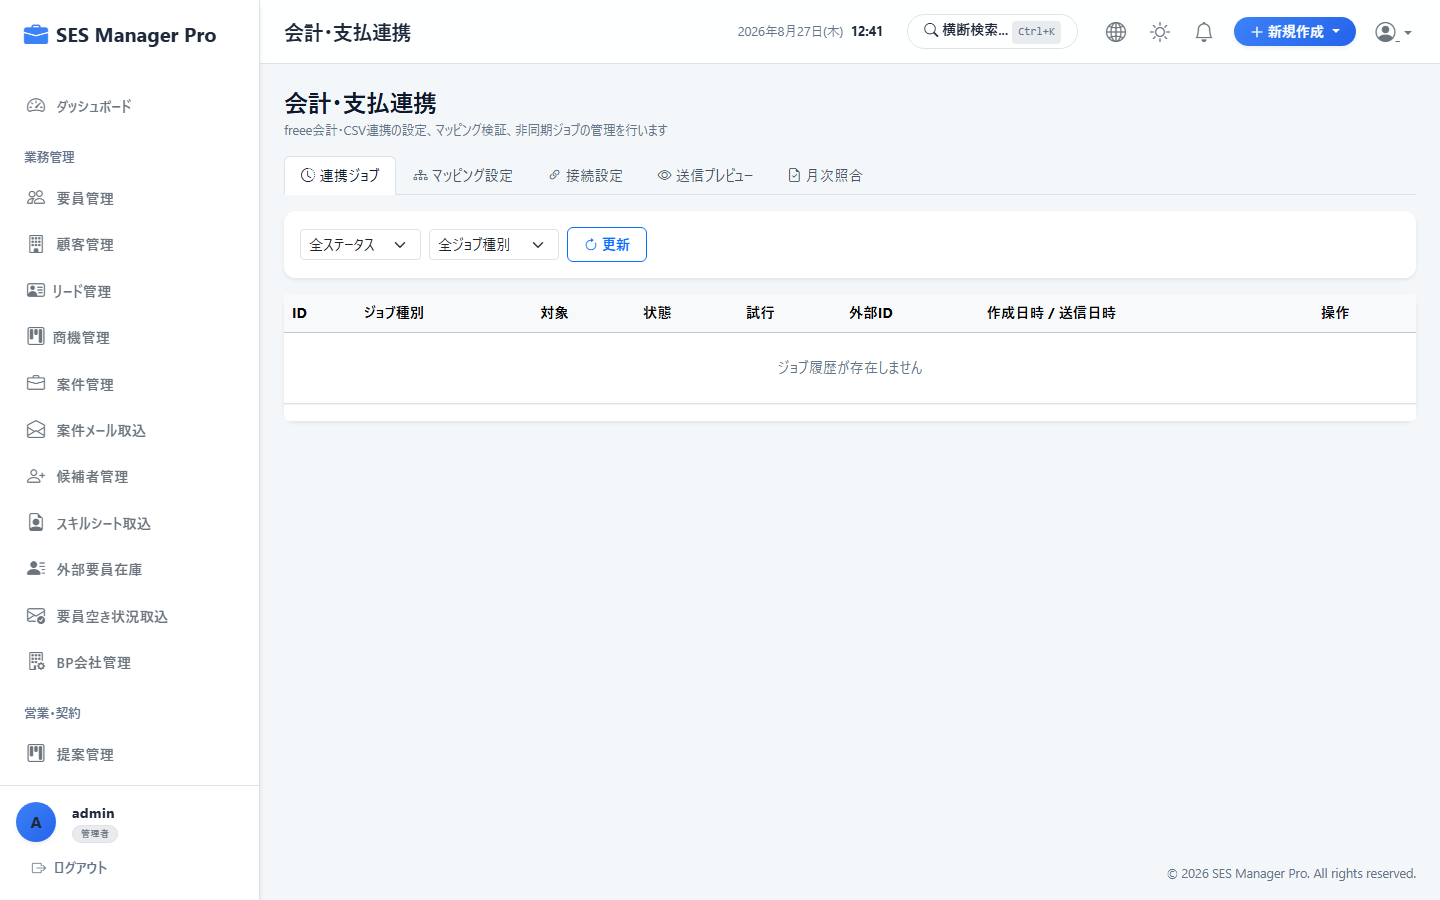 SES Manager Pro
ダッシュボード
業務管理
要員管理
顧客管理
リード管理
商機管理
案件管理
案件メール取込
候補者管理
スキルシート取込
外部要員在庫
要員空き状況取込
BP会社管理
営業・契約
提案管理
A
admin
管理者
ログアウト
会計・支払連携
2026年8月27日(木) 12:41
横断検索... Ctrl+K
新規作成
会計・支払連携
freee会計・CSV連携の設定、マッピング検証、非同期ジョブの管理を行います
連携ジョブ マッピング設定 接続設定 送信プレビュー 月次照合
全ステータス 全ジョブ種別 更新
ID ジョブ種別 対象 状態 試行 外部ID 作成日時 / 送信日時 操作
ジョブ履歴が存在しません
© 2026 SES Manager Pro. All rights reserved.